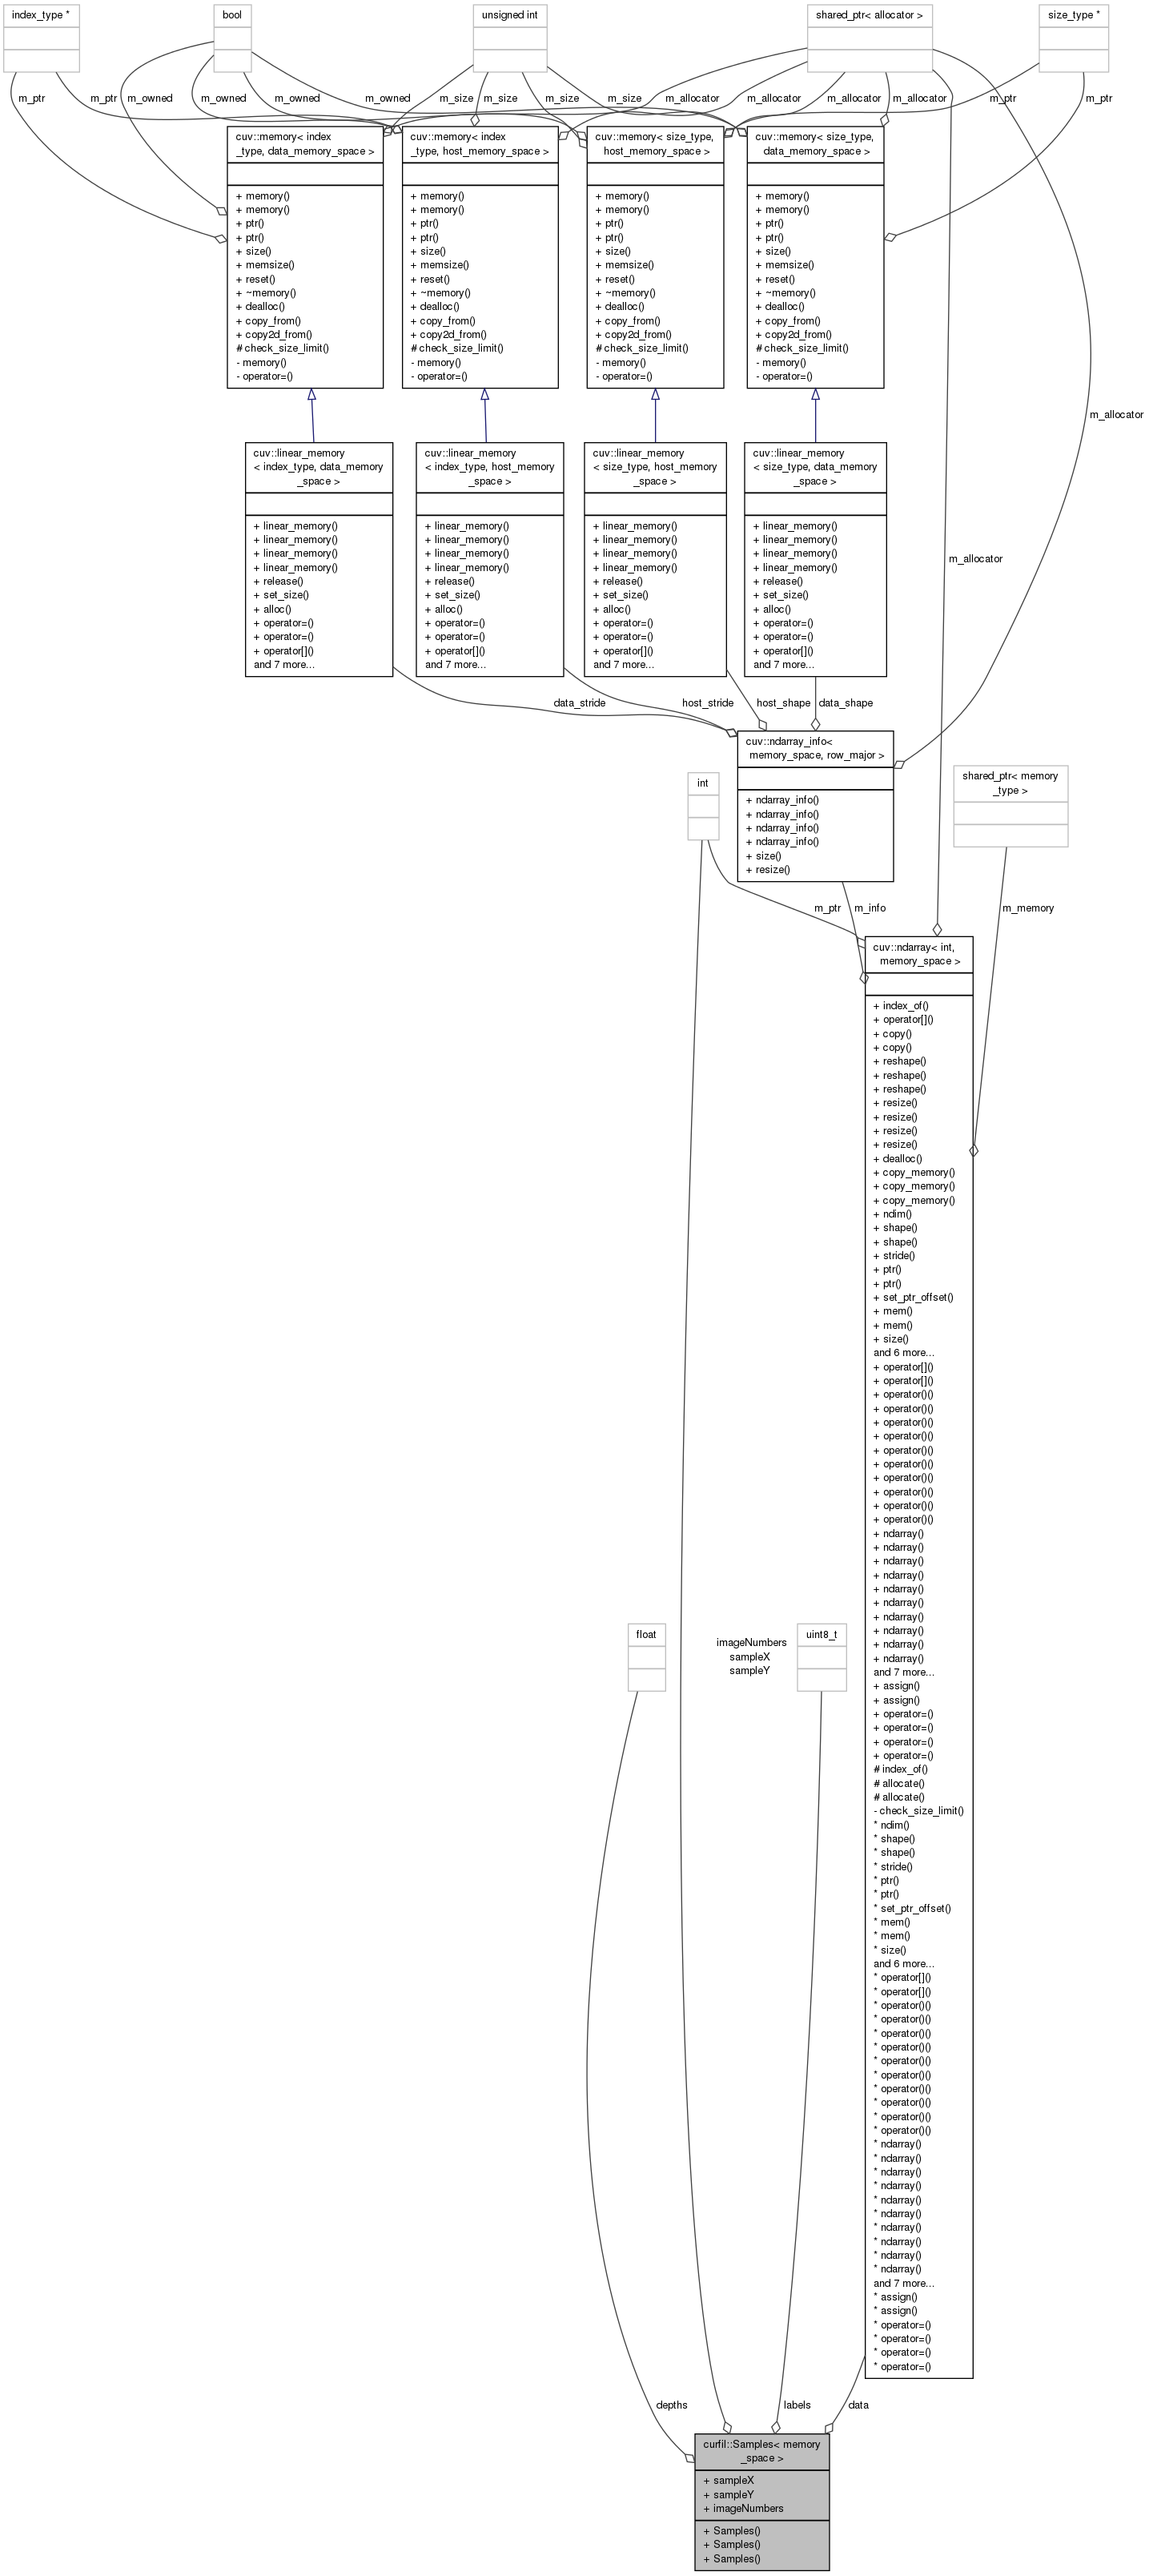 index_type *
bool
unsigned int
shared_ptr< allocator >
size_type *
m_ptr
m_ptr
m_owned
m_owned
m_owned
m_owned
m_size
m_size
m_size
m_size
m_allocator
m_allocator
m_allocator
m_allocator
m_ptr
m_ptr
cuv::memory< index
_type, data_memory_space >
+ memory()
+ memory()
+ ptr()
+ ptr()
+ size()
+ memsize()
+ reset()
+ ~memory()
+ dealloc()
+ copy_from()
+ copy2d_from()
# check_size_limit()
- memory()
- operator=()
cuv::memory< index
_type, host_memory_space >
+ memory()
+ memory()
+ ptr()
+ ptr()
+ size()
+ memsize()
+ reset()
+ ~memory()
+ dealloc()
+ copy_from()
+ copy2d_from()
# check_size_limit()
- memory()
- operator=()
cuv::memory< size_type,
host_memory_space >
+ memory()
+ memory()
+ ptr()
+ ptr()
+ size()
+ memsize()
+ reset()
+ ~memory()
+ dealloc()
+ copy_from()
+ copy2d_from()
# check_size_limit()
- memory()
- operator=()
cuv::memory< size_type,
data_memory_space >
+ memory()
+ memory()
+ ptr()
+ ptr()
+ size()
+ memsize()
+ reset()
+ ~memory()
+ dealloc()
+ copy_from()
+ copy2d_from()
# check_size_limit()
- memory()
- operator=()
m_allocator
cuv::linear_memory
< index_type, data_memory
_space >
+ linear_memory()
+ linear_memory()
+ linear_memory()
+ linear_memory()
+ release()
+ set_size()
+ alloc()
+ operator=()
+ operator=()
+ operator[]()
and 7 more...
cuv::linear_memory
< index_type, host_memory
_space >
+ linear_memory()
+ linear_memory()
+ linear_memory()
+ linear_memory()
+ release()
+ set_size()
+ alloc()
+ operator=()
+ operator=()
+ operator[]()
and 7 more...
cuv::linear_memory
< size_type, host_memory
_space >
+ linear_memory()
+ linear_memory()
+ linear_memory()
+ linear_memory()
+ release()
+ set_size()
+ alloc()
+ operator=()
+ operator=()
+ operator[]()
and 7 more...
cuv::linear_memory
< size_type, data_memory
_space >
+ linear_memory()
+ linear_memory()
+ linear_memory()
+ linear_memory()
+ release()
+ set_size()
+ alloc()
+ operator=()
+ operator=()
+ operator[]()
and 7 more...
m_allocator
data_stride
host_stride
host_shape
data_shape
cuv::ndarray_info<
memory_space, row_major >
+ ndarray_info()
+ ndarray_info()
+ ndarray_info()
+ ndarray_info()
+ size()
+ resize()
int
shared_ptr< memory
_type >
m_ptr
m_info
m_memory
cuv::ndarray< int,
memory_space >
+ index_of()
+ operator[]()
+ copy()
+ copy()
+ reshape()
+ reshape()
+ reshape()
+ resize()
+ resize()
+ resize()
+ resize()
+ dealloc()
+ copy_memory()
+ copy_memory()
+ copy_memory()
+ ndim()
+ shape()
+ shape()
+ stride()
+ ptr()
+ ptr()
+ set_ptr_offset()
+ mem()
+ mem()
+ size()
and 6 more...
+ operator[]()
+ operator[]()
+ operator()()
+ operator()()
+ operator()()
+ operator()()
+ operator()()
+ operator()()
+ operator()()
+ operator()()
+ operator()()
+ operator()()
+ ndarray()
+ ndarray()
+ ndarray()
+ ndarray()
+ ndarray()
+ ndarray()
+ ndarray()
+ ndarray()
+ ndarray()
+ ndarray()
and 7 more...
+ assign()
+ assign()
+ operator=()
+ operator=()
+ operator=()
+ operator=()
# index_of()
# allocate()
# allocate()
- check_size_limit()
* ndim()
* shape()
* shape()
* stride()
* ptr()
* ptr()
* set_ptr_offset()
* mem()
* mem()
* size()
and 6 more...
* operator[]()
* operator[]()
* operator()()
* operator()()
* operator()()
* operator()()
* operator()()
* operator()()
* operator()()
* operator()()
* operator()()
* operator()()
* ndarray()
* ndarray()
* ndarray()
* ndarray()
* ndarray()
* ndarray()
* ndarray()
* ndarray()
* ndarray()
* ndarray()
and 7 more...
* assign()
* assign()
* operator=()
* operator=()
* operator=()
* operator=()
float
imageNumbers
sampleX
sampleY
uint8_t
depths
labels
data
curfil::Samples< memory
_space >
+ sampleX
+ sampleY
+ imageNumbers
+ Samples()
+ Samples()
+ Samples()